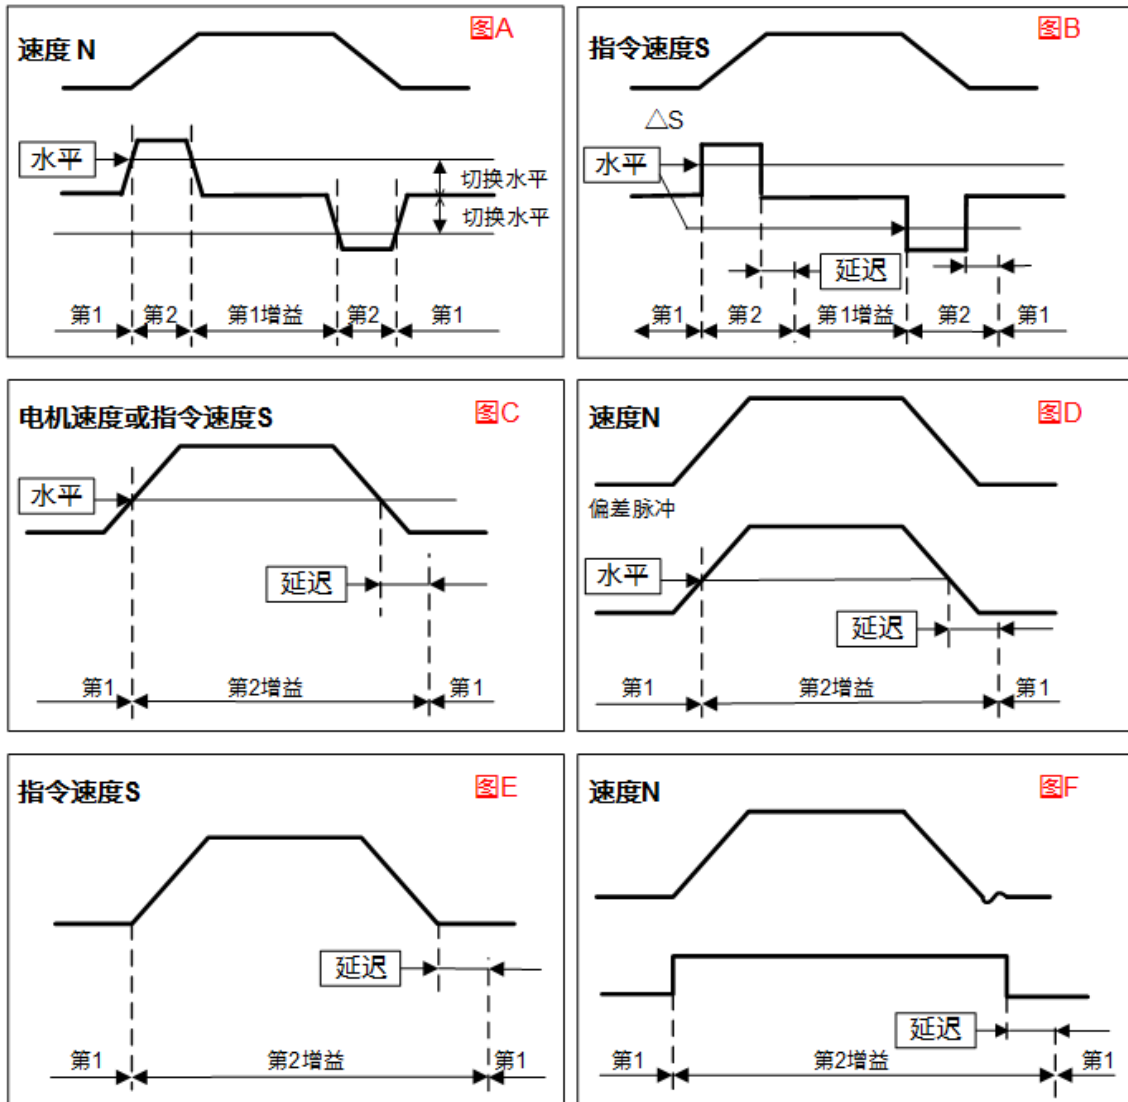 速度 N
图A
水平
切换水平
切换水平
第1
第2
第1增益
第2
第1
指令速度S
图B
△S
水平
延迟
第1
第2
第1增益
第2
第1
电机速度或指令速度S
图C
水平
延迟
第1
第2增益
第1
速度N
图D
偏差脉冲
水平
延迟
第1
第2增益
第1
指令速度S
图E
延迟
第1
第2增益
第1
速度N
图F
延迟
第1
第2增益
第1